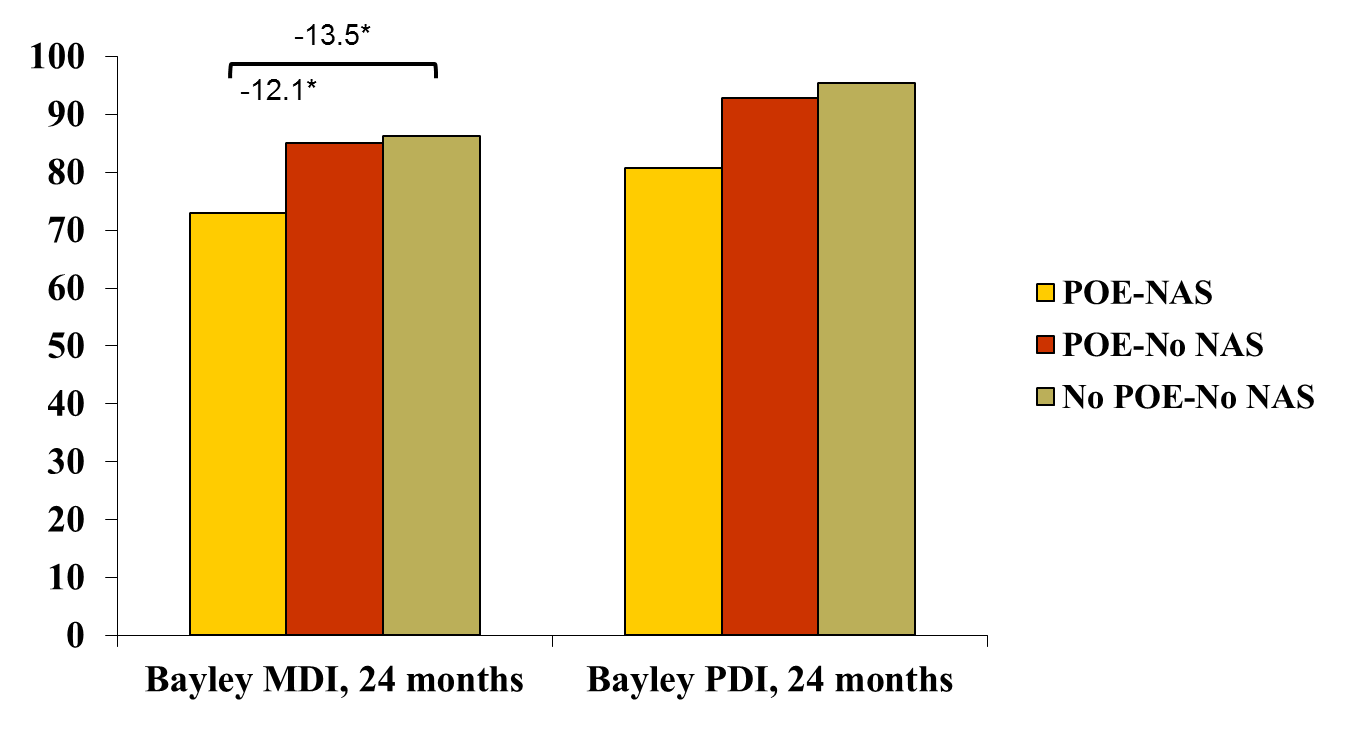 -13.5*
-12.1*
100
90
80
70
60
50
40
30
20
10
0
Bayley MDI, 24 months
Bayley PDI, 24 months
POE-NAS
POE-No NAS
No POE-No NAS